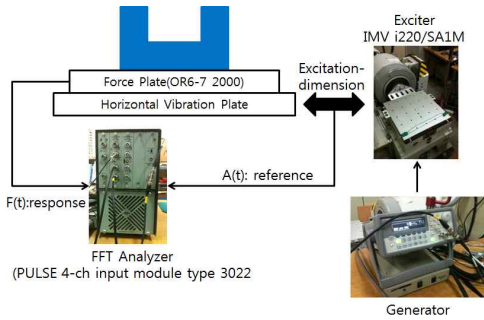 Exciter
IMV i220/SA1M
Force Plate(OR6-7 2000)
Excitation-
dimension
Horizontal Vibration Plate
A(t): reference
F(t):response
FFT Analyzer
(PULSE 4-ch input module type 3022
Generator